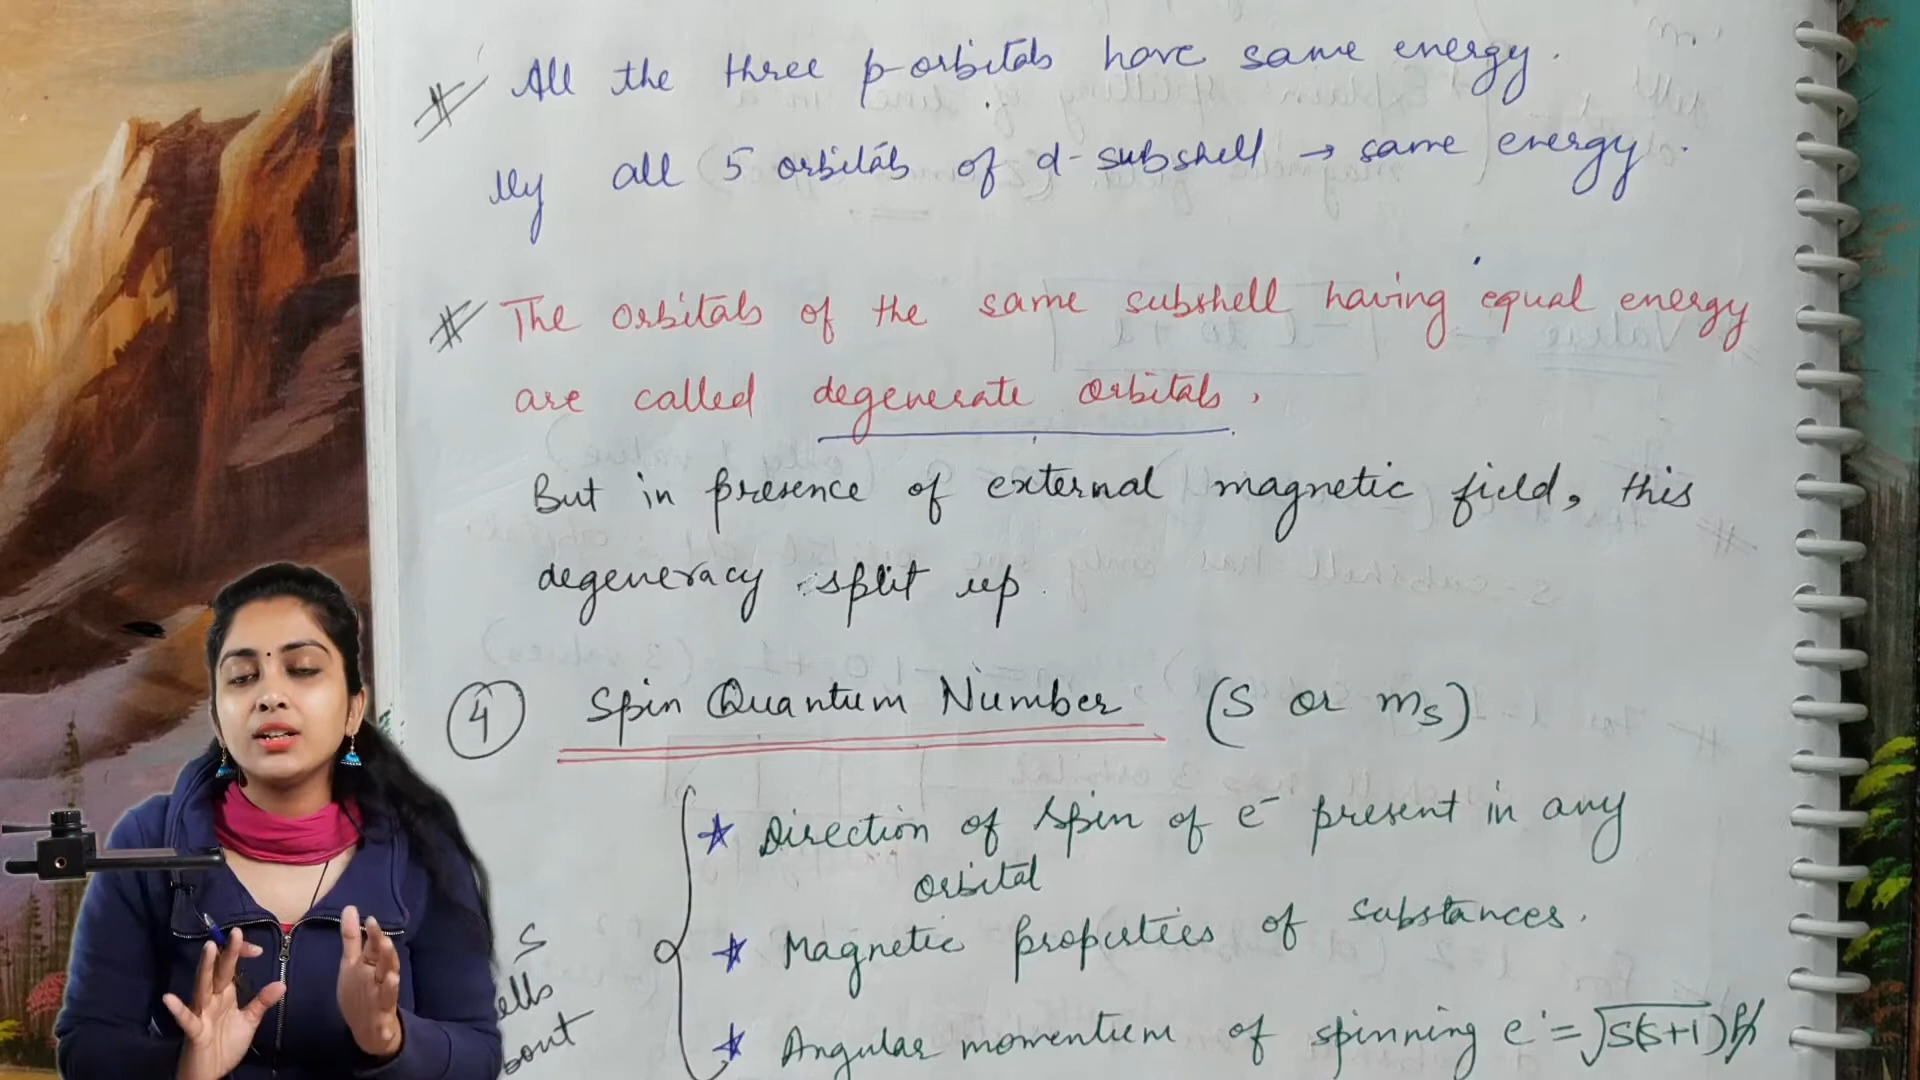 # All the three p-orbitals have same energy.
lly all 5 orbitals of d-subshell → same energy.
# The orbitals of the same subshell having equal energy
are called degenerate orbitals.
But in presence of external magnetic field, this
degeneracy split up.
④ Spin Quantum Number (S or ms)
★ Direction of spin of e⁻ present in any
orbital
★ Magnetic properties of substances.
★ Angular momentum of spinning e⁻ = √S(S+1) ħ
S
ells
bout